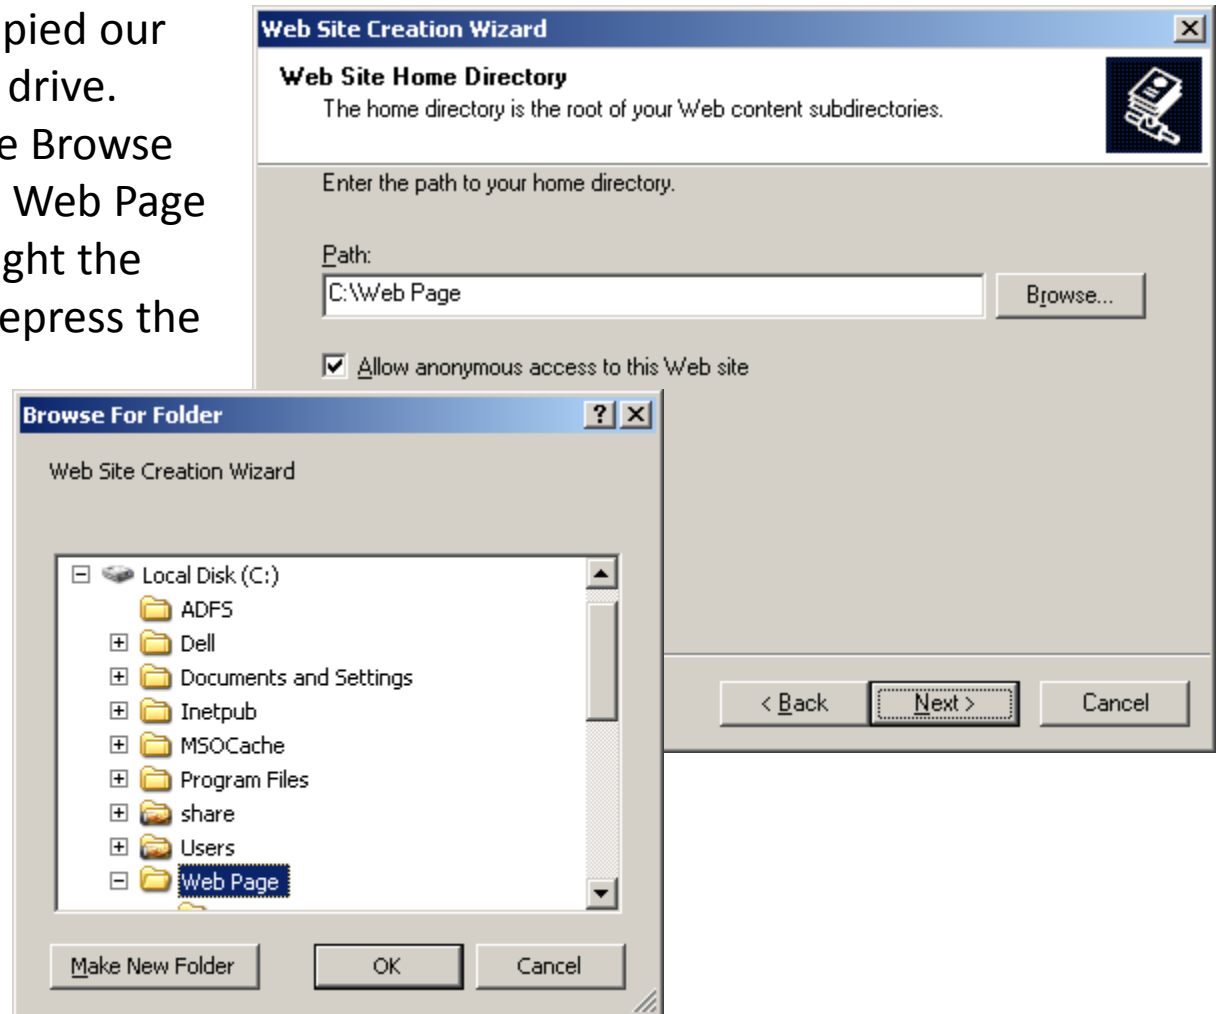 pied our
drive.
e Browse
Web Page
ght the
epress the
Web Site Creation Wizard
Web Site Home Directory
The home directory is the root of your Web content subdirectories.
Enter the path to your home directory.
Path:
C:\Web Page
Browse...
Allow anonymous access to this Web site
< Back
Next >
Cancel
Browse For Folder
Web Site Creation Wizard
Local Disk (C:)
ADFS
Dell
Documents and Settings
Inetpub
MSOCache
Program Files
share
Users
Web Page
Make New Folder
OK
Cancel